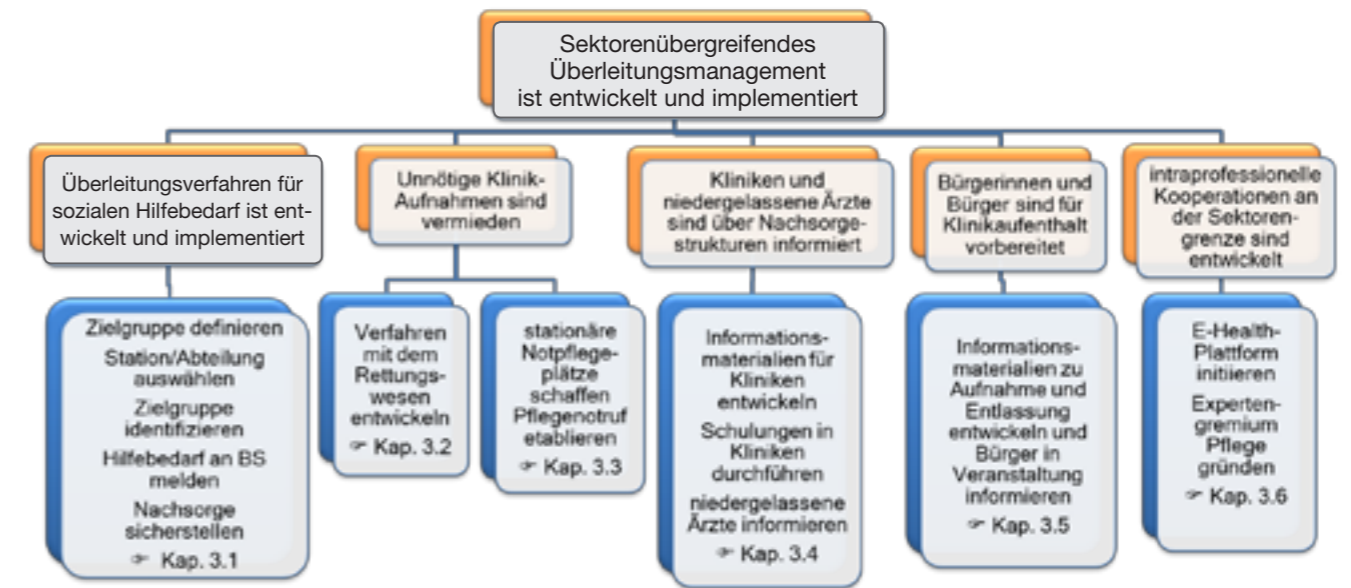 Sektorenübergreifendes
Überleitungsmanagement
ist entwickelt und implementiert
Überleitungsverfahren für
sozialen Hilfebedarf ist ent-
wickelt und implementiert
Unnötige Klinik-
Aufnahmen sind
vermieden
Kliniken und
niedergelassene Ärzte
sind über Nachsorge-
strukturen informiert
Bürgerinnen und
Bürger sind für
Klinikaufenthalt
vorbereitet
intraprofessionelle
Kooperationen an
der Sektoren-
grenze sind
entwickelt
Zielgruppe definieren
Station/Abteilung
auswählen
Zielgruppe
identifizieren
Hilfebedarf an BS
melden
Nachsorge
sicherstellen
☞ Kap. 3.1
Verfahren
mit dem
Rettungs-
wesen
entwickeln
☞ Kap. 3.2
stationäre
Notpflege-
plätze
schaffen
Pflegenotruf
etablieren
☞ Kap. 3.3
Informations-
materialien für
Kliniken
entwickeln
Schulungen in
Kliniken
durchführen
niedergelassene
Ärzte informieren
☞ Kap. 3.4
Informations-
materialien zu
Aufnahme und
Entlassung
entwickeln und
Bürger in
Veranstaltung
informieren
☞ Kap. 3.5
E-Health-
Plattform
initiieren
Experten-
gremium
Pflege
gründen
☞ Kap. 3.6